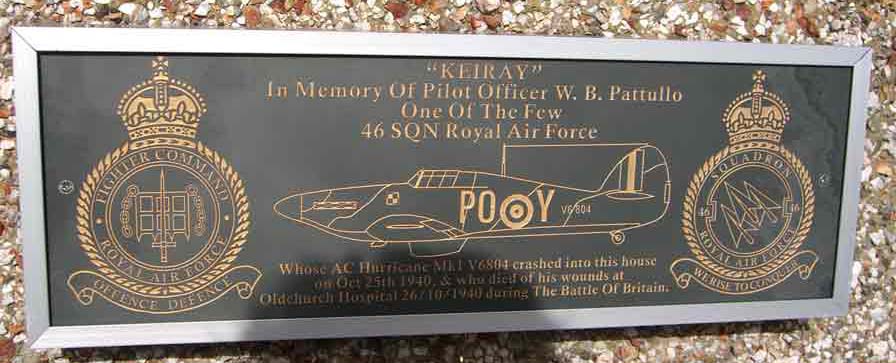 "KEIRAY"
In Memory Of Pilot Officer W. B. Pattullo
One Of The Few
46 SQN Royal Air Force
FIGHTER COMMAND
ROYAL AIR FORCE
OFFENCE DEFENCE
PO Y
V6804
SQUADRON
46 46
ROYAL AIR FORCE
WE RISE TO CONQUER
Whose AC Hurricane Mk1 V6804 crashed into this house
on Oct 25th 1940, & who died of his wounds at
Oldchurch Hospital 26/10/1940 during The Battle Of Britain.